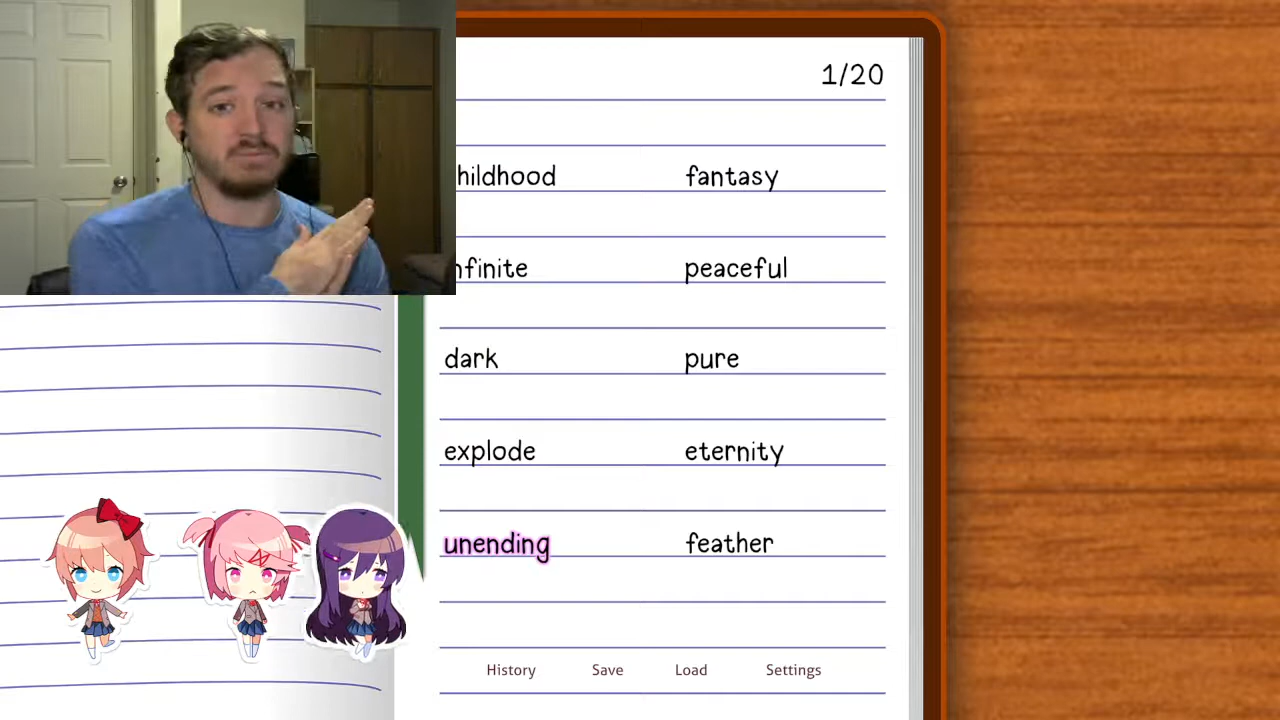 1/20
hildhood fantasy
nfinite peaceful
dark pure
explode eternity
unending feather
History Save Load Settings